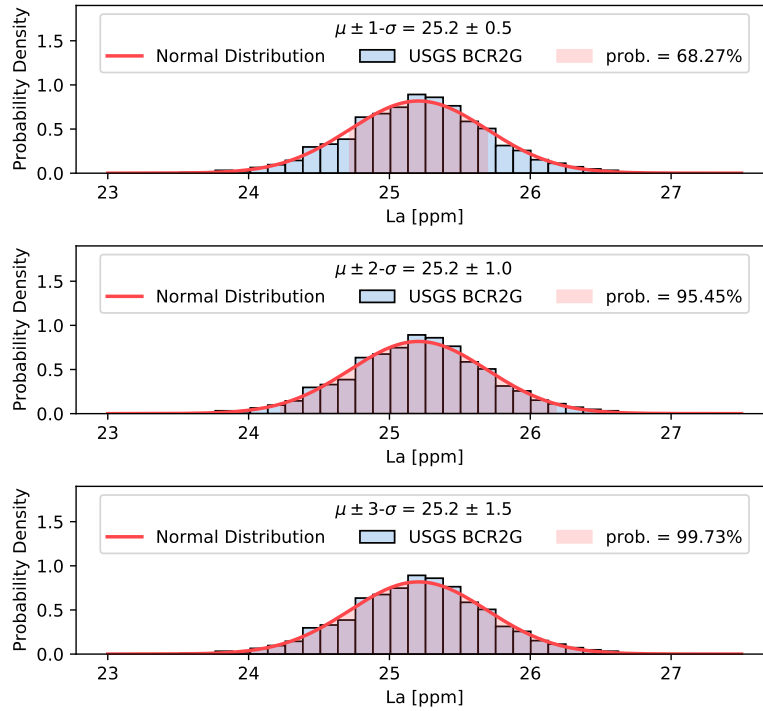 μ ± 1-σ = 25.2 ± 0.5
Normal Distribution USGS BCR2G prob. = 68.27%
Probability Density
1.5
1.0
0.5
0.0
23 24 25 26 27
La [ppm]
μ ± 2-σ = 25.2 ± 1.0
Normal Distribution USGS BCR2G prob. = 95.45%
Probability Density
1.5
1.0
0.5
0.0
23 24 25 26 27
La [ppm]
μ ± 3-σ = 25.2 ± 1.5
Normal Distribution USGS BCR2G prob. = 99.73%
Probability Density
1.5
1.0
0.5
0.0
23 24 25 26 27
La [ppm]